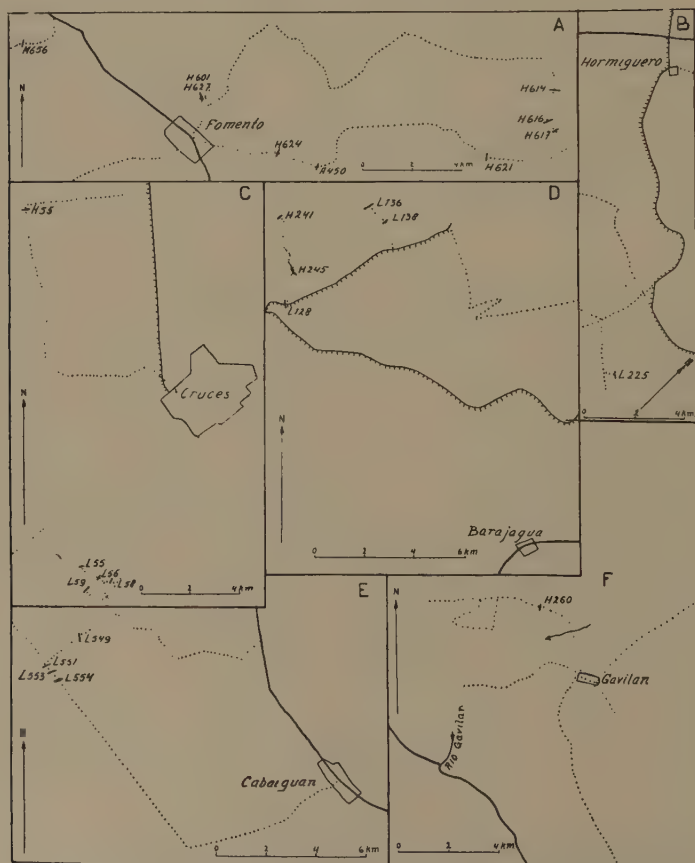 A
H656
N
H601
H627
Fomento
H624
A450
H614
H616
H617
H621
0 2 4 km
B
Hormiguero
L225
0 2 4 km
C
H35
N
Cruces
L55
L56
L59
L58
0 2 4 km
D
H241
L136
L138
H245
L128
N
0 2 4 6 km
Barajagua
E
L549
L551
L553
L554
Cabaiguan
0 2 4 6 km
F
N
H260
Gavilan
Rio Gavilan
0 2 4 km